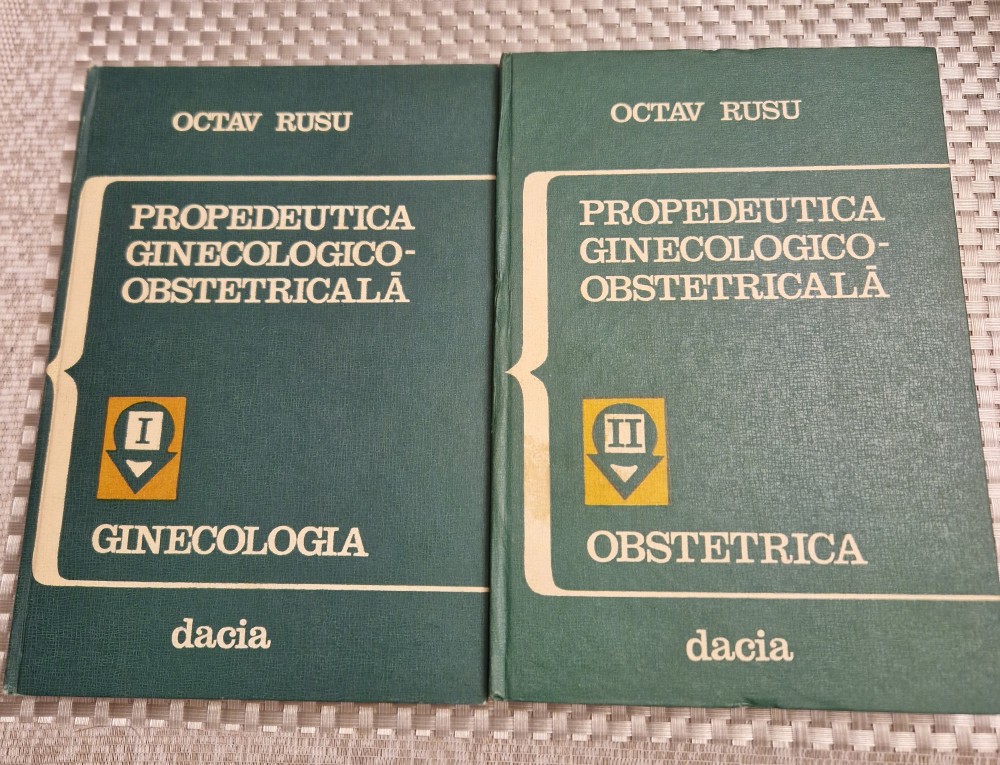 OCTAV RUSU
PROPEDEUTICA
GINECOLOGICO-
OBSTETRICALĂ
I
GINECOLOGIA
dacia
OCTAV RUSU
PROPEDEUTICA
GINECOLOGICO-
OBSTETRICALĂ
II
OBSTETRICA
dacia